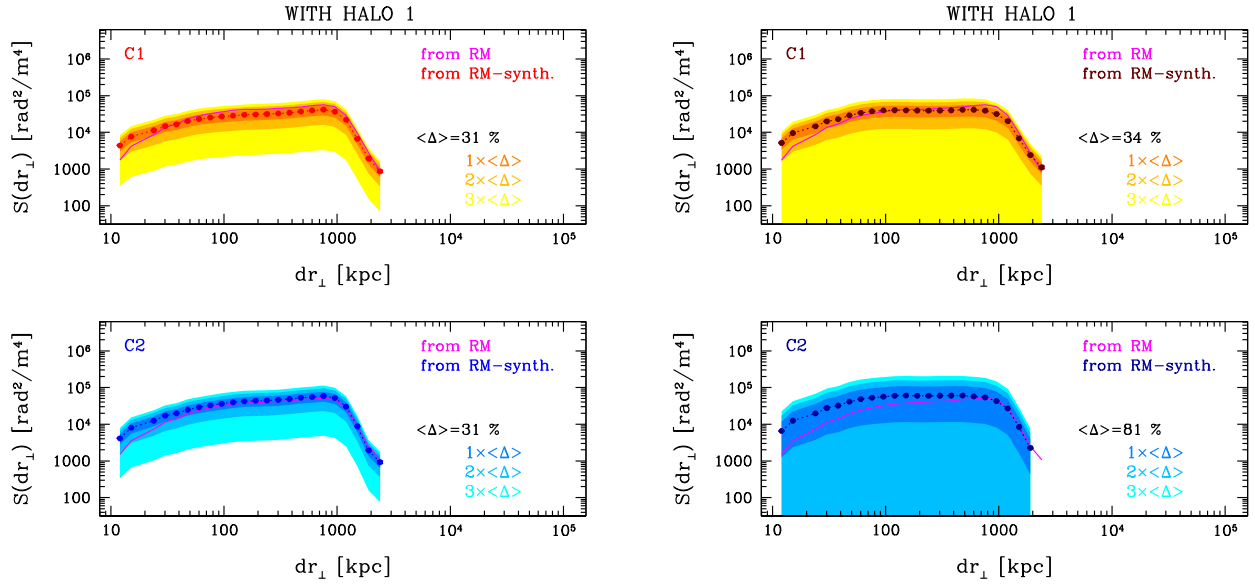 WITH HALO 1
C1
from RM
from RM−synth.
<Δ>=31 %
1×<Δ>
2×<Δ>
3×<Δ>
10⁶
10⁵
10⁴
1000
100
S(dr⊥) [rad²/m⁴]
10 100 1000 10⁴ 10⁵
dr⊥ [kpc]
WITH HALO 1
C1
from RM
from RM−synth.
<Δ>=34 %
1×<Δ>
2×<Δ>
3×<Δ>
10⁶
10⁵
10⁴
1000
100
S(dr⊥) [rad²/m⁴]
10 100 1000 10⁴ 10⁵
dr⊥ [kpc]
C2
from RM
from RM−synth.
<Δ>=31 %
1×<Δ>
2×<Δ>
3×<Δ>
10⁶
10⁵
10⁴
1000
100
S(dr⊥) [rad²/m⁴]
10 100 1000 10⁴ 10⁵
dr⊥ [kpc]
C2
from RM
from RM−synth.
<Δ>=81 %
1×<Δ>
2×<Δ>
3×<Δ>
10⁶
10⁵
10⁴
1000
100
S(dr⊥) [rad²/m⁴]
10 100 1000 10⁴ 10⁵
dr⊥ [kpc]